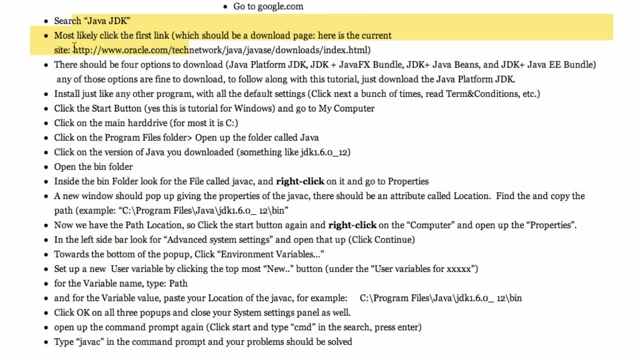 • Go to google.com
• Search “Java JDK”
• Most likely click the first link (which should be a download page: here is the current
site: http://www.oracle.com/technetwork/java/javase/downloads/index.html)
• There should be four options to download (Java Platform JDK, JDK + JavaFX Bundle, JDK+ Java Beans, and JDK+ Java EE Bundle)
any of those options are fine to download, to follow along with this tutorial, just download the Java Platform JDK.
• Install just like any other program, with all the default settings (Click next a bunch of times, read Term&Conditions, etc.)
• Click the Start Button (yes this is tutorial for Windows) and go to My Computer
• Click on the main harddrive (for most it is C:)
• Click on the Program Files folder> Open up the folder called Java
• Click on the version of Java you downloaded (something like jdk1.6.0_12)
• Open the bin folder
• Inside the bin Folder look for the File called javac, and right-click on it and go to Properties
• A new window should pop up giving the properties of the javac, there should be an attribute called Location. Find the and copy the
path (example: “C:\Program Files\Java\jdk1.6.0_ 12\bin”
• Now we have the Path Location, so Click the start button again and right-click on the “Computer” and open up the “Properties”.
• In the left side bar look for “Advanced system settings” and open that up (Click Continue)
• Towards the bottom of the popup, Click “Environment Variables…”
• Set up a new User variable by clicking the top most “New..” button (under the “User variables for xxxxx”)
• for the Variable name, type: Path
• and for the Variable value, paste your Location of the javac, for example: C:\Program Files\Java\jdk1.6.0_ 12\bin
• Click OK on all three popups and close your System settings panel as well.
• open up the command prompt again (Click start and type “cmd” in the search, press enter)
• Type “javac” in the command prompt and your problems should be solved